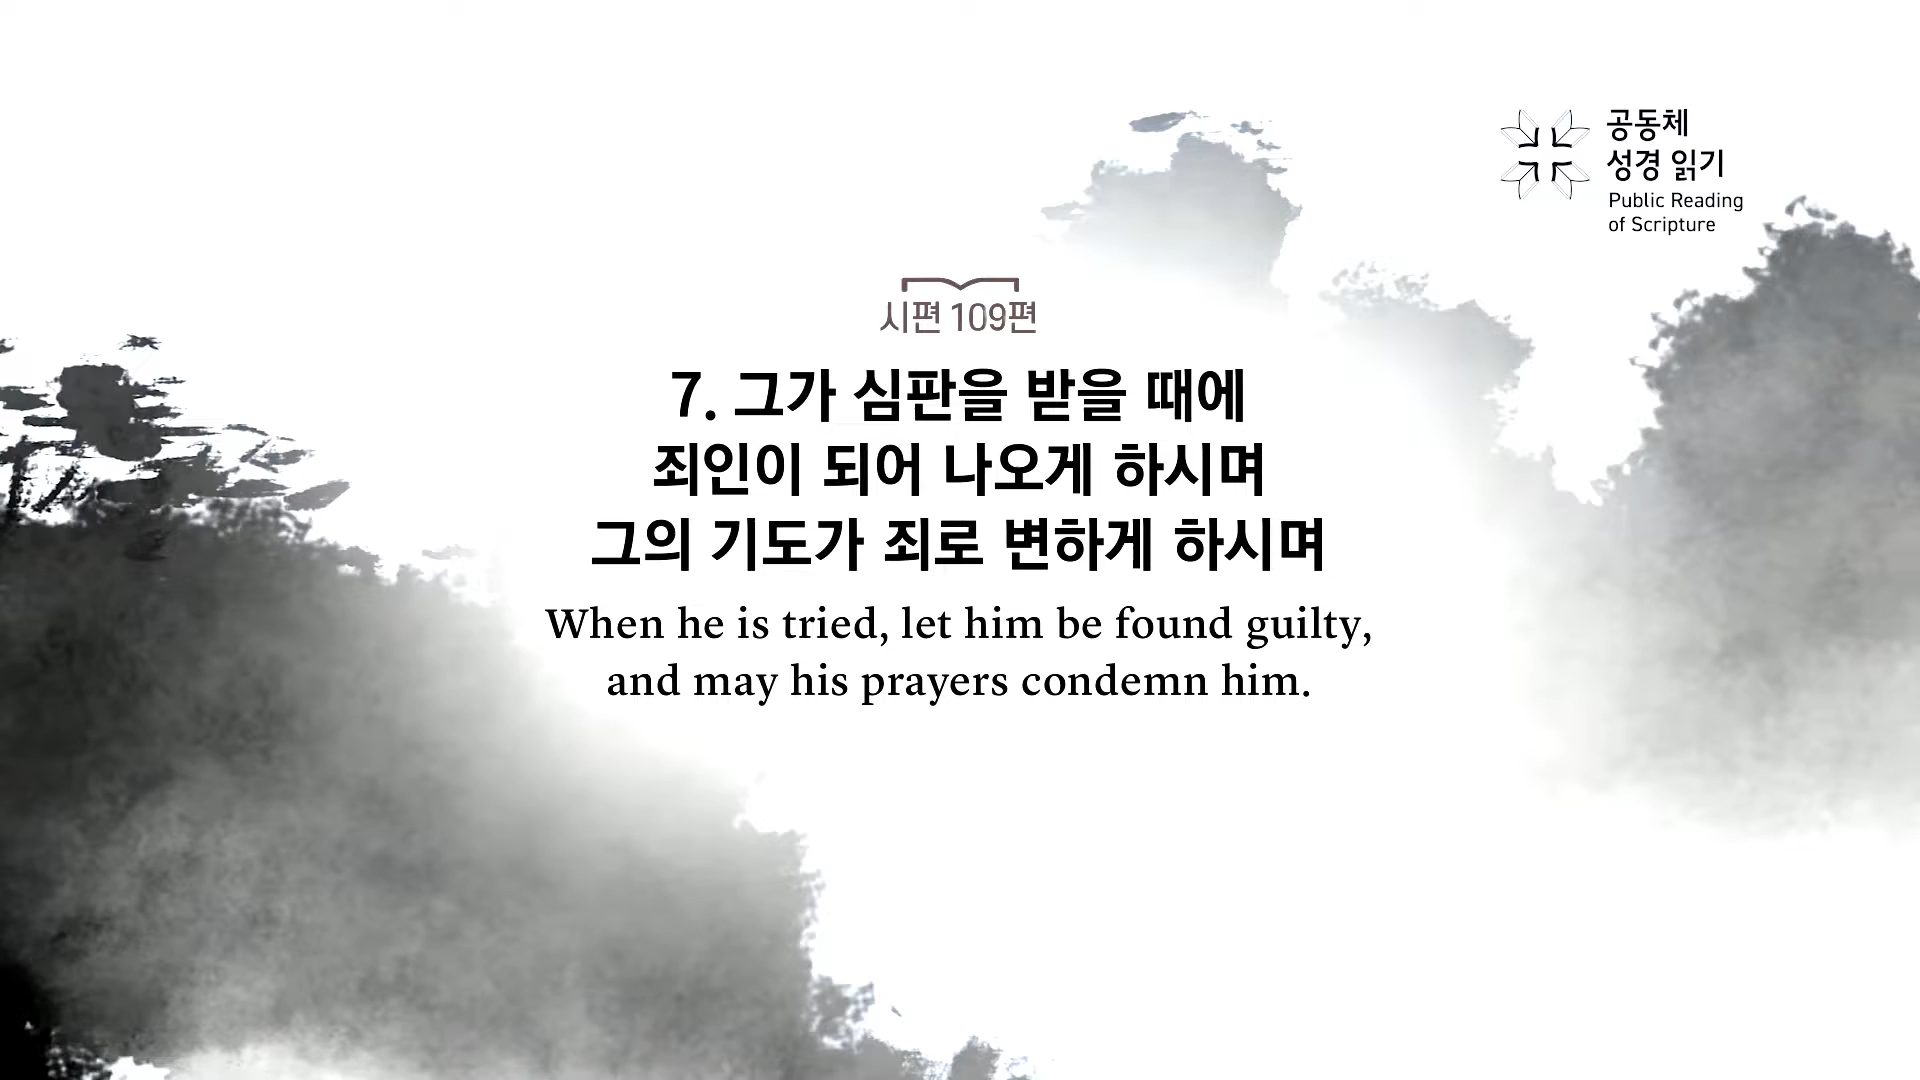 공동체
성경 읽기
Public Reading
of Scripture
시편 109편
7. 그가 심판을 받을 때에
죄인이 되어 나오게 하시며
그의 기도가 죄로 변하게 하시며
When he is tried, let him be found guilty,
and may his prayers condemn him.